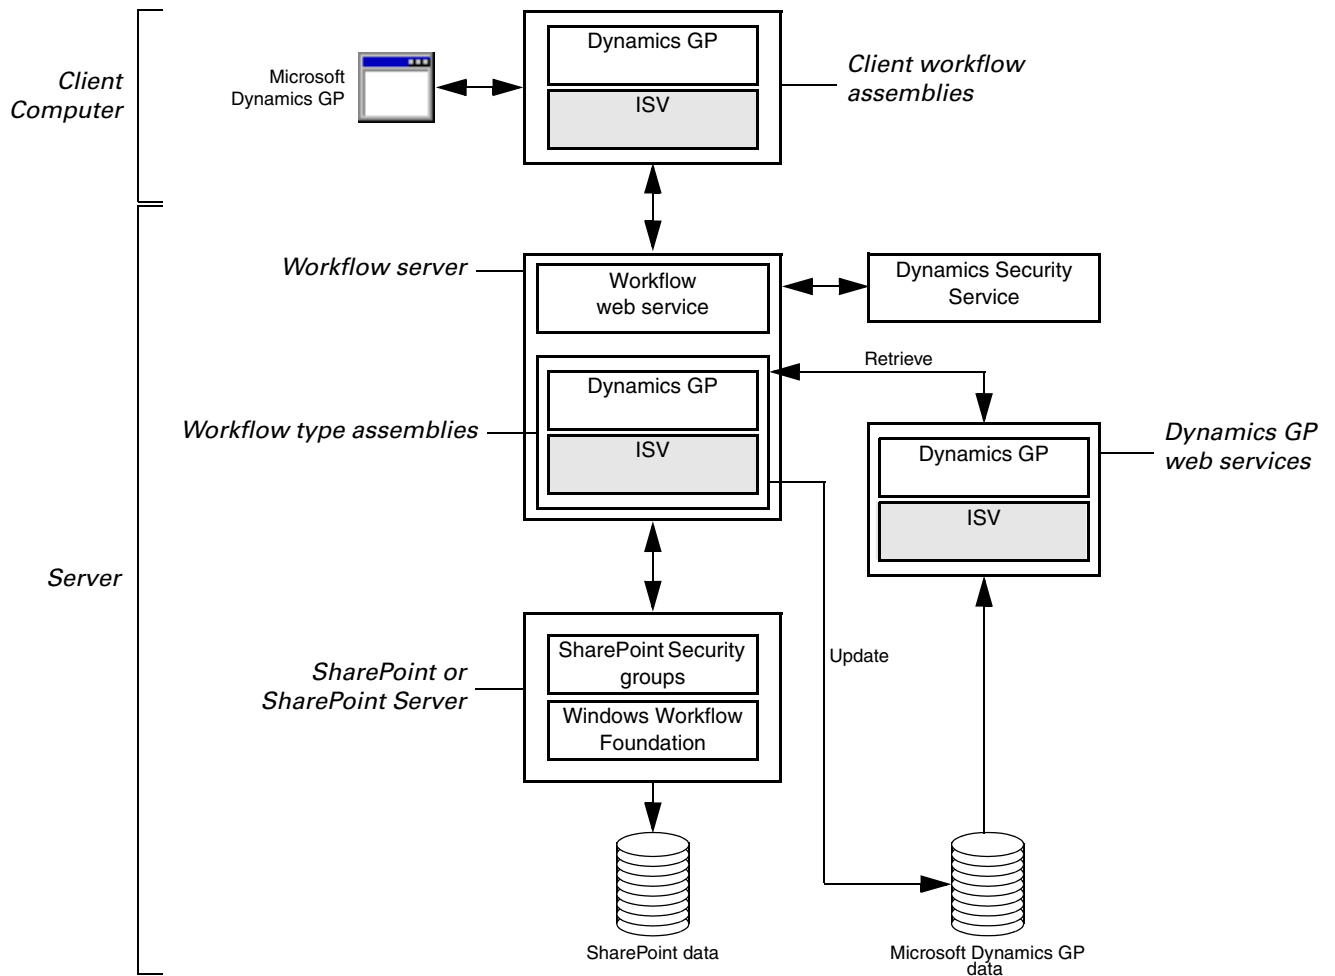 Client
Computer
Microsoft
Dynamics GP
Dynamics GP
ISV
Client workflow
assemblies
Workflow server
Workflow
web service
Dynamics Security
Service
Retrieve
Workflow type assemblies
Dynamics GP
ISV
Dynamics GP
ISV
Dynamics GP
web services
Server
SharePoint or
SharePoint Server
SharePoint Security
groups
Windows Workflow
Foundation
Update
SharePoint data
Microsoft Dynamics GP
data